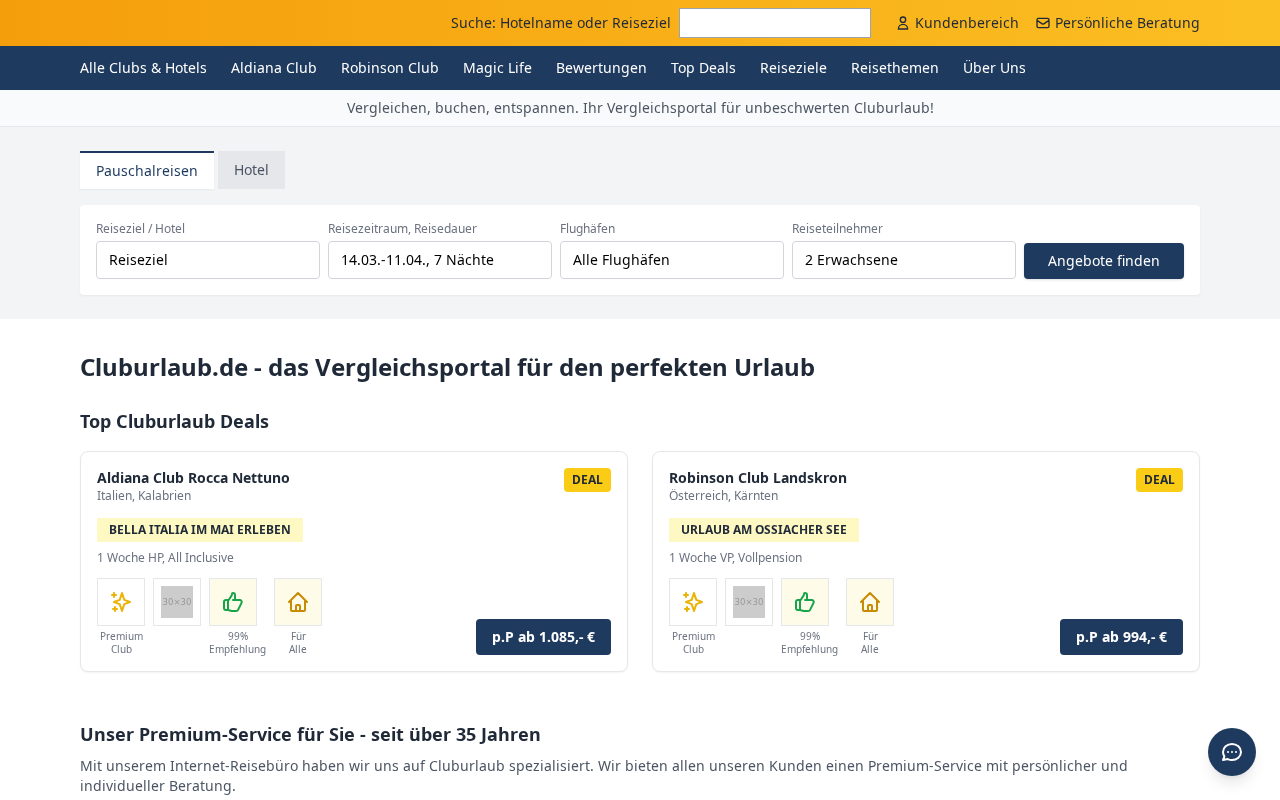 Suche: Hotelname oder Reiseziel
Kundenbereich
Persönliche Beratung
Alle Clubs & Hotels
Aldiana Club
Robinson Club
Magic Life
Bewertungen
Top Deals
Reiseziele
Reisethemen
Über Uns
Vergleichen, buchen, entspannen. Ihr Vergleichsportal für unbeschwerten Cluburlaub!
Pauschalreisen
Hotel
Reiseziel / Hotel
Reiseziel
Reisezeitraum, Reisedauer
14.03.-11.04., 7 Nächte
Flughäfen
Alle Flughäfen
Reiseteilnehmer
2 Erwachsene
Angebote finden
Cluburlaub.de - das Vergleichsportal für den perfekten Urlaub
Top Cluburlaub Deals
Aldiana Club Rocca Nettuno
DEAL
Italien, Kalabrien
BELLA ITALIA IM MAI ERLEBEN
1 Woche HP, All Inclusive
30×30
Premium
Club
99%
Empfehlung
Für
Alle
p.P ab 1.085,- €
Robinson Club Landskron
DEAL
Österreich, Kärnten
URLAUB AM OSSIACHER SEE
1 Woche VP, Vollpension
30×30
Premium
Club
99%
Empfehlung
Für
Alle
p.P ab 994,- €
Unser Premium-Service für Sie - seit über 35 Jahren
Mit unserem Internet-Reisebüro haben wir uns auf Cluburlaub spezialisiert. Wir bieten allen unseren Kunden einen Premium-Service mit persönlicher und
individueller Beratung.